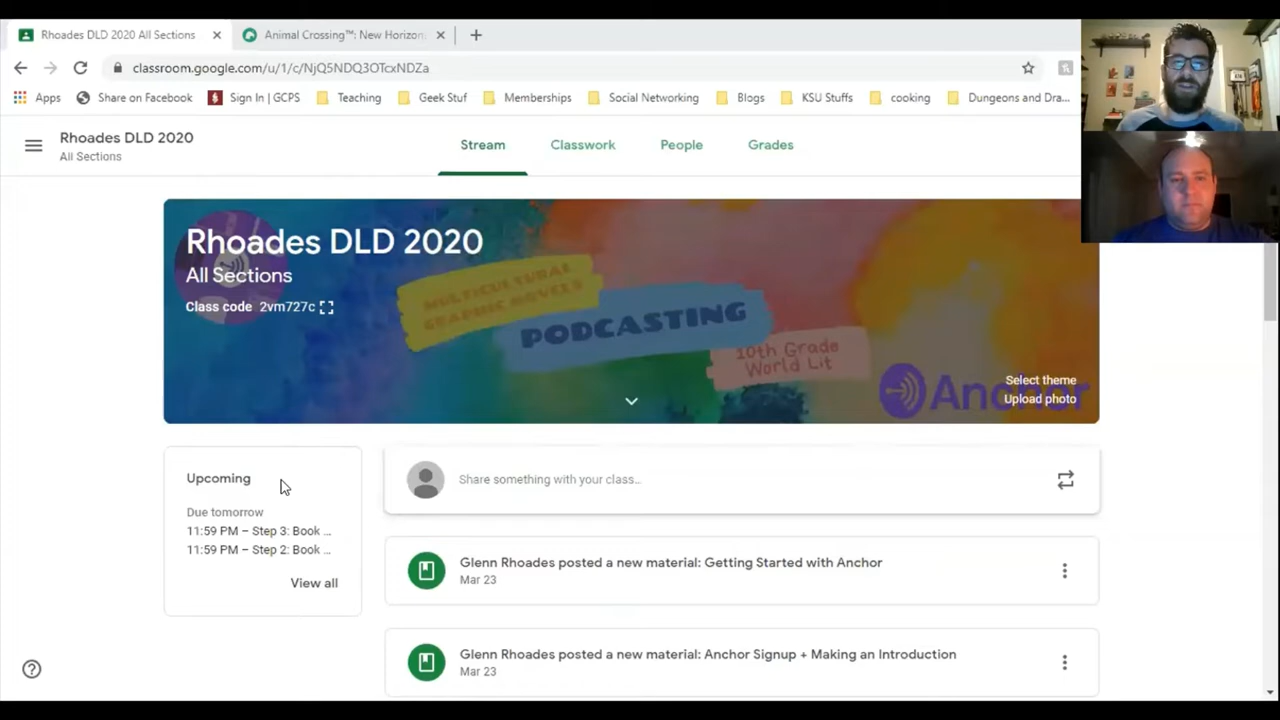 Rhoades DLD 2020 All Sections
Animal Crossing™: New Horizon
classroom.google.com/u/1/c/NjQ5NDQ3OTcxNDZa
Apps Share on Facebook Sign In | GCPS Teaching Geek Stuf Memberships Social Networking Blogs KSU Stuffs cooking Dungeons and Dra...
Rhoades DLD 2020
All Sections
Stream Classwork People Grades
Rhoades DLD 2020
All Sections
Class code 2vm727c
MULTICULTURAL
GRAPHIC NOVELS
PODCASTING
10th Grade
World Lit
Anchor
Select theme
Upload photo
Upcoming
Due tomorrow
11:59 PM – Step 3: Book ...
11:59 PM – Step 2: Book ...
View all
Share something with your class...
Glenn Rhoades posted a new material: Getting Started with Anchor
Mar 23
Glenn Rhoades posted a new material: Anchor Signup + Making an Introduction
Mar 23